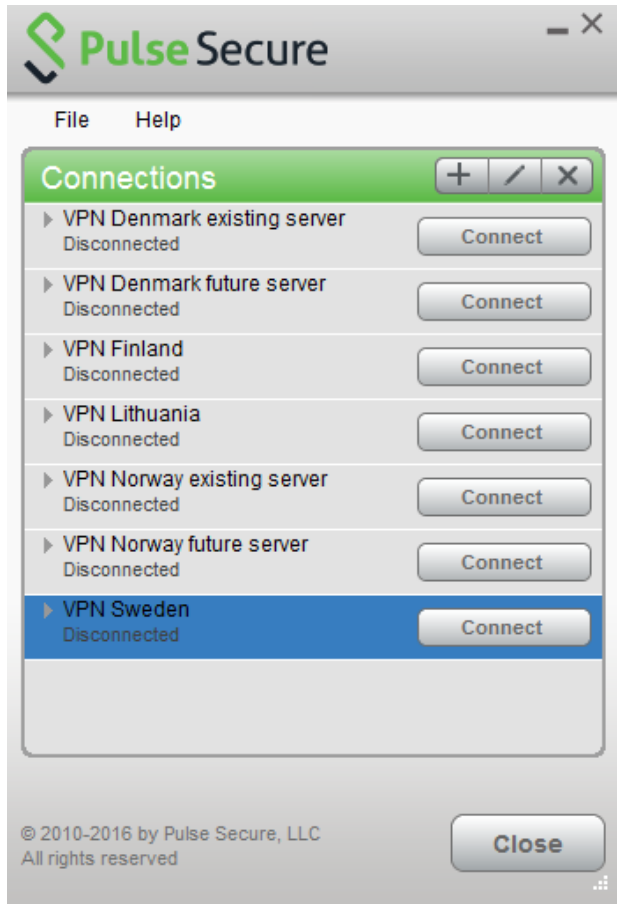 Pulse Secure
File Help
Connections
VPN Denmark existing server
Disconnected
Connect
VPN Denmark future server
Disconnected
Connect
VPN Finland
Disconnected
Connect
VPN Lithuania
Disconnected
Connect
VPN Norway existing server
Disconnected
Connect
VPN Norway future server
Disconnected
Connect
VPN Sweden
Disconnected
Connect
© 2010-2016 by Pulse Secure, LLC
All rights reserved
Close